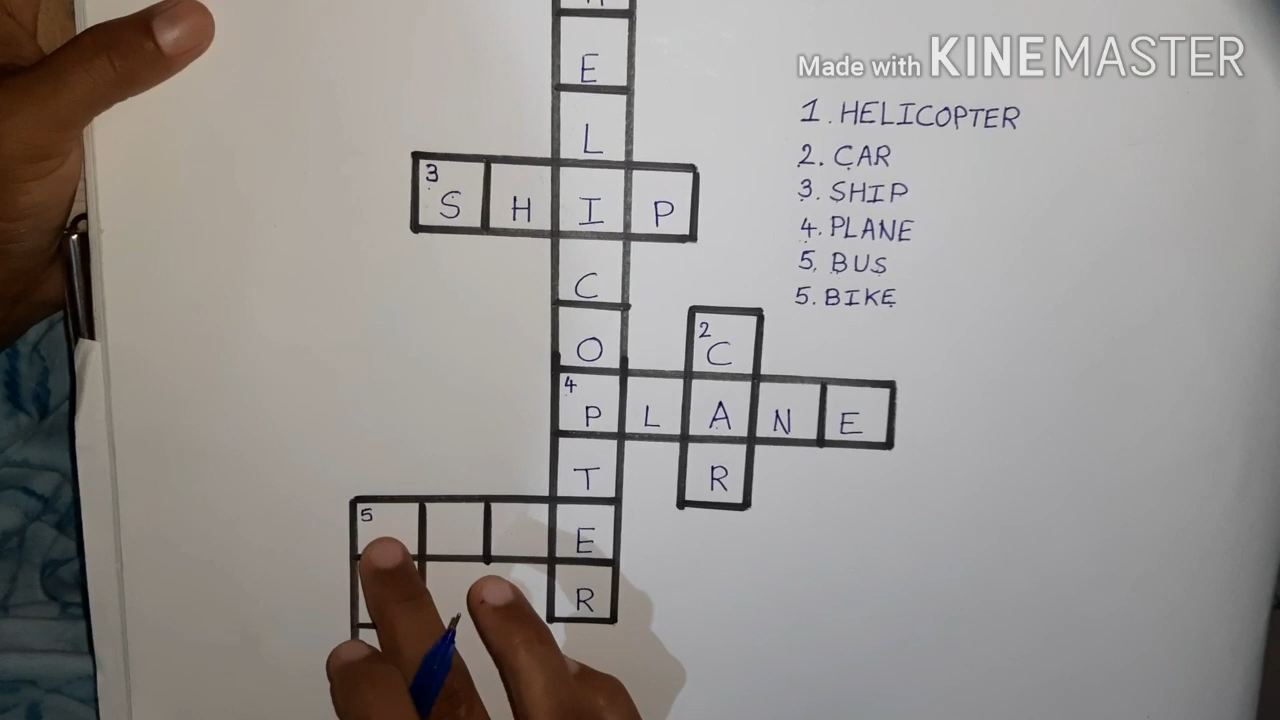 Made with KINEMASTER
H
E
L
3
S H I P
C
2
O C
4
P L A N E
T R
5
E
R
1. HELICOPTER
2. CAR
3. SHIP
4. PLANE
5. BUS
5. BIKE